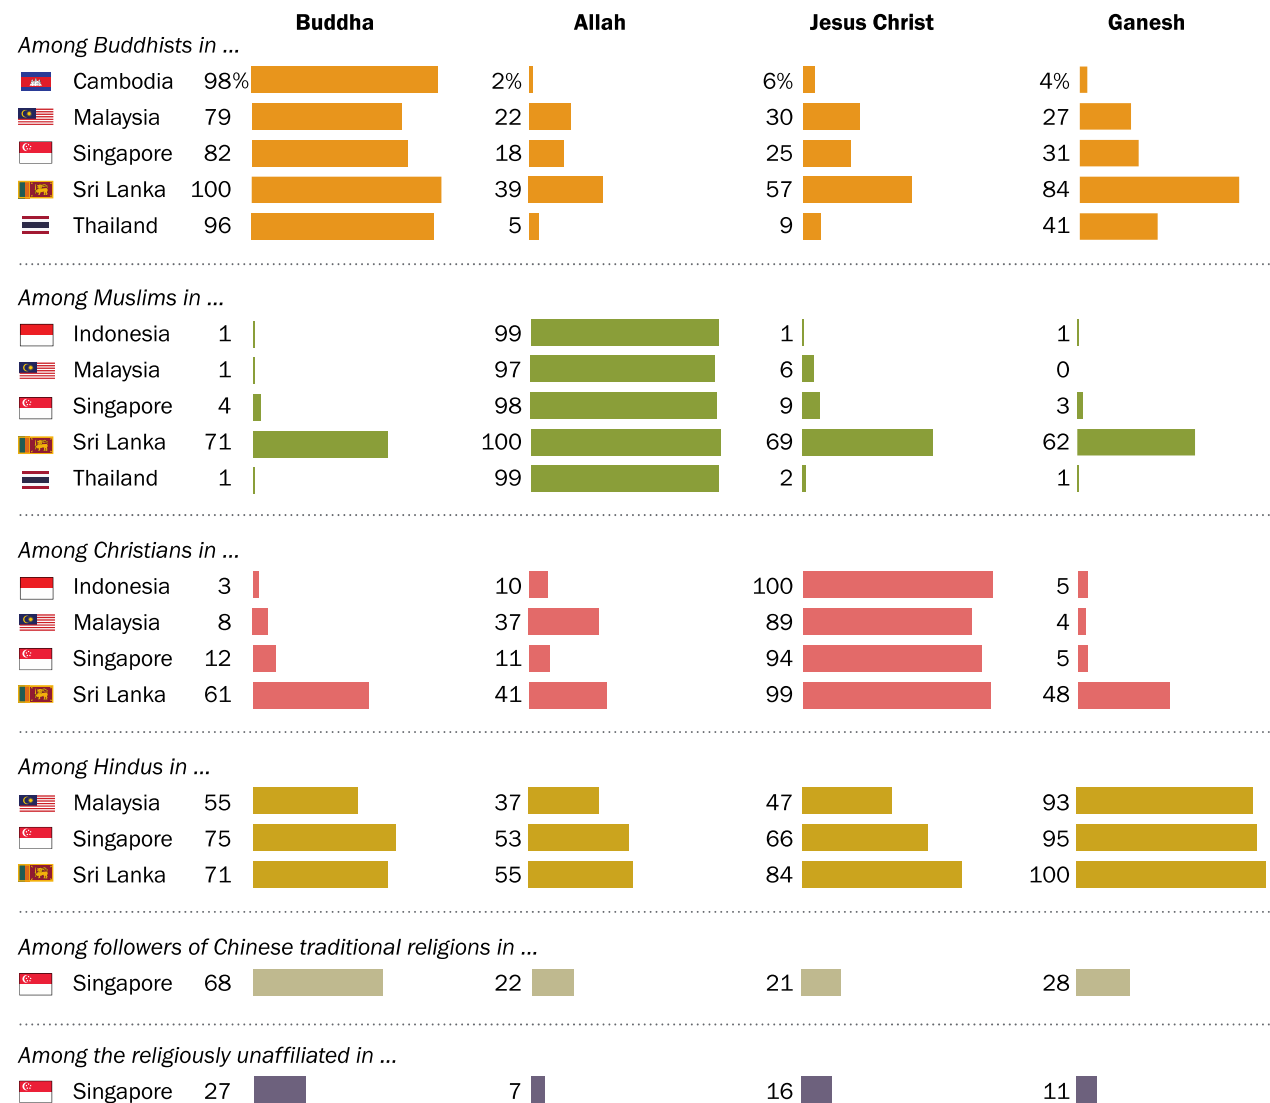 Buddha Allah Jesus Christ Ganesh
Among Buddhists in ...
Cambodia 98% 2% 6% 4%
Malaysia 79 22 30 27
Singapore 82 18 25 31
Sri Lanka 100 39 57 84
Thailand 96 5 9 41
Among Muslims in ...
Indonesia 1 99 1 1
Malaysia 1 97 6 0
Singapore 4 98 9 3
Sri Lanka 71 100 69 62
Thailand 1 99 2 1
Among Christians in ...
Indonesia 3 10 100 5
Malaysia 8 37 89 4
Singapore 12 11 94 5
Sri Lanka 61 41 99 48
Among Hindus in ...
Malaysia 55 37 47 93
Singapore 75 53 66 95
Sri Lanka 71 55 84 100
Among followers of Chinese traditional religions in ...
Singapore 68 22 21 28
Among the religiously unaffiliated in ...
Singapore 27 7 16 11